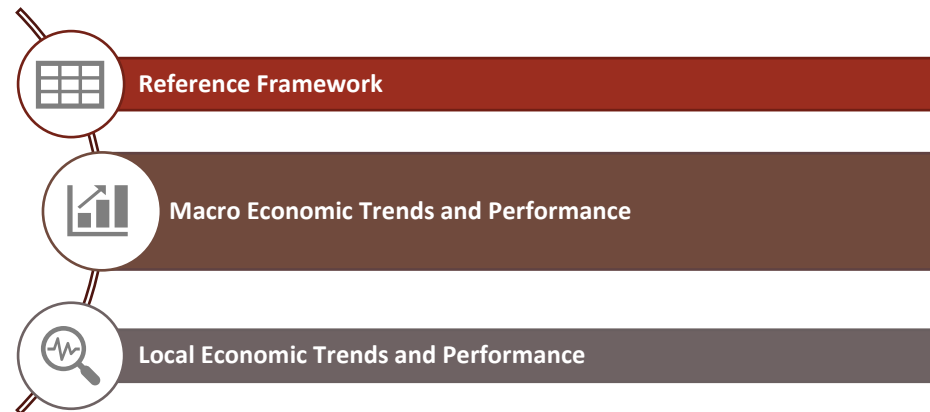 Reference Framework
Macro Economic Trends and Performance
Local Economic Trends and Performance